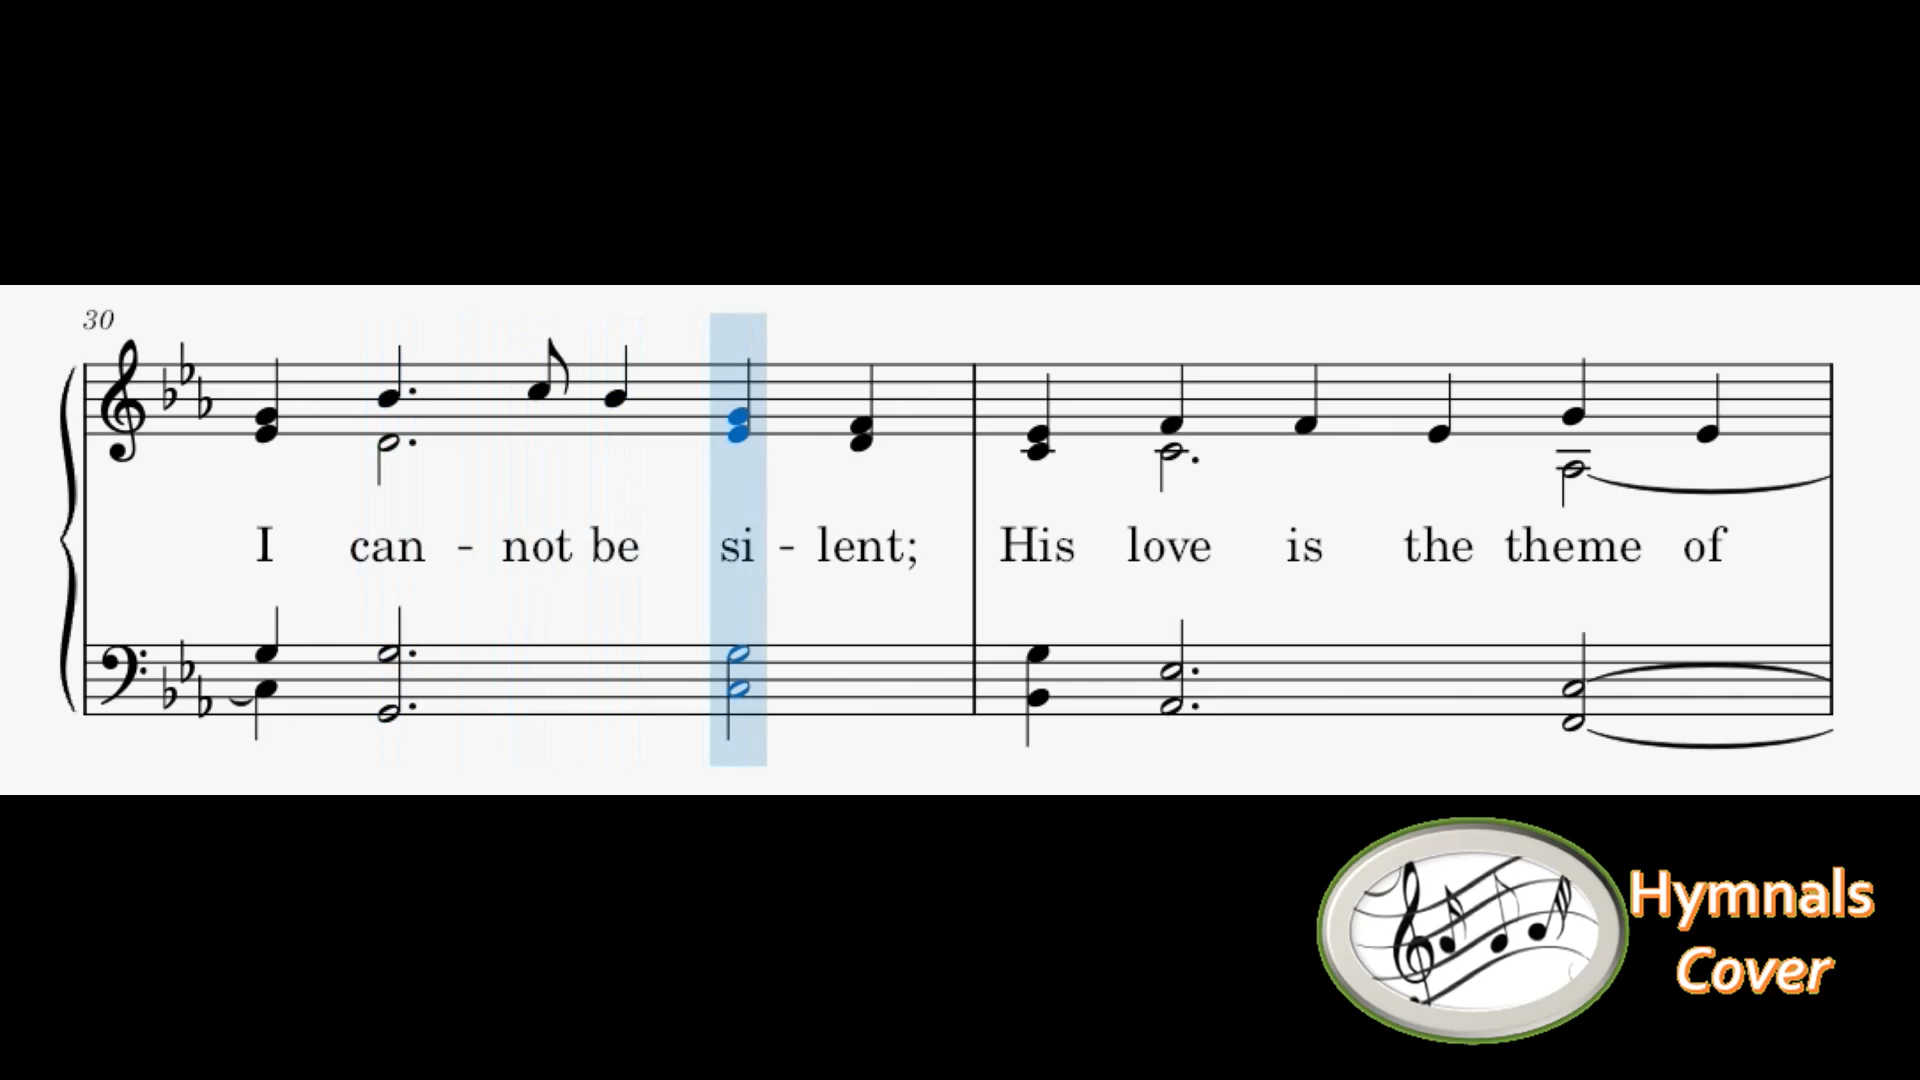 30
I can - not be si - lent; His love is the theme of
Hymnals
Cover